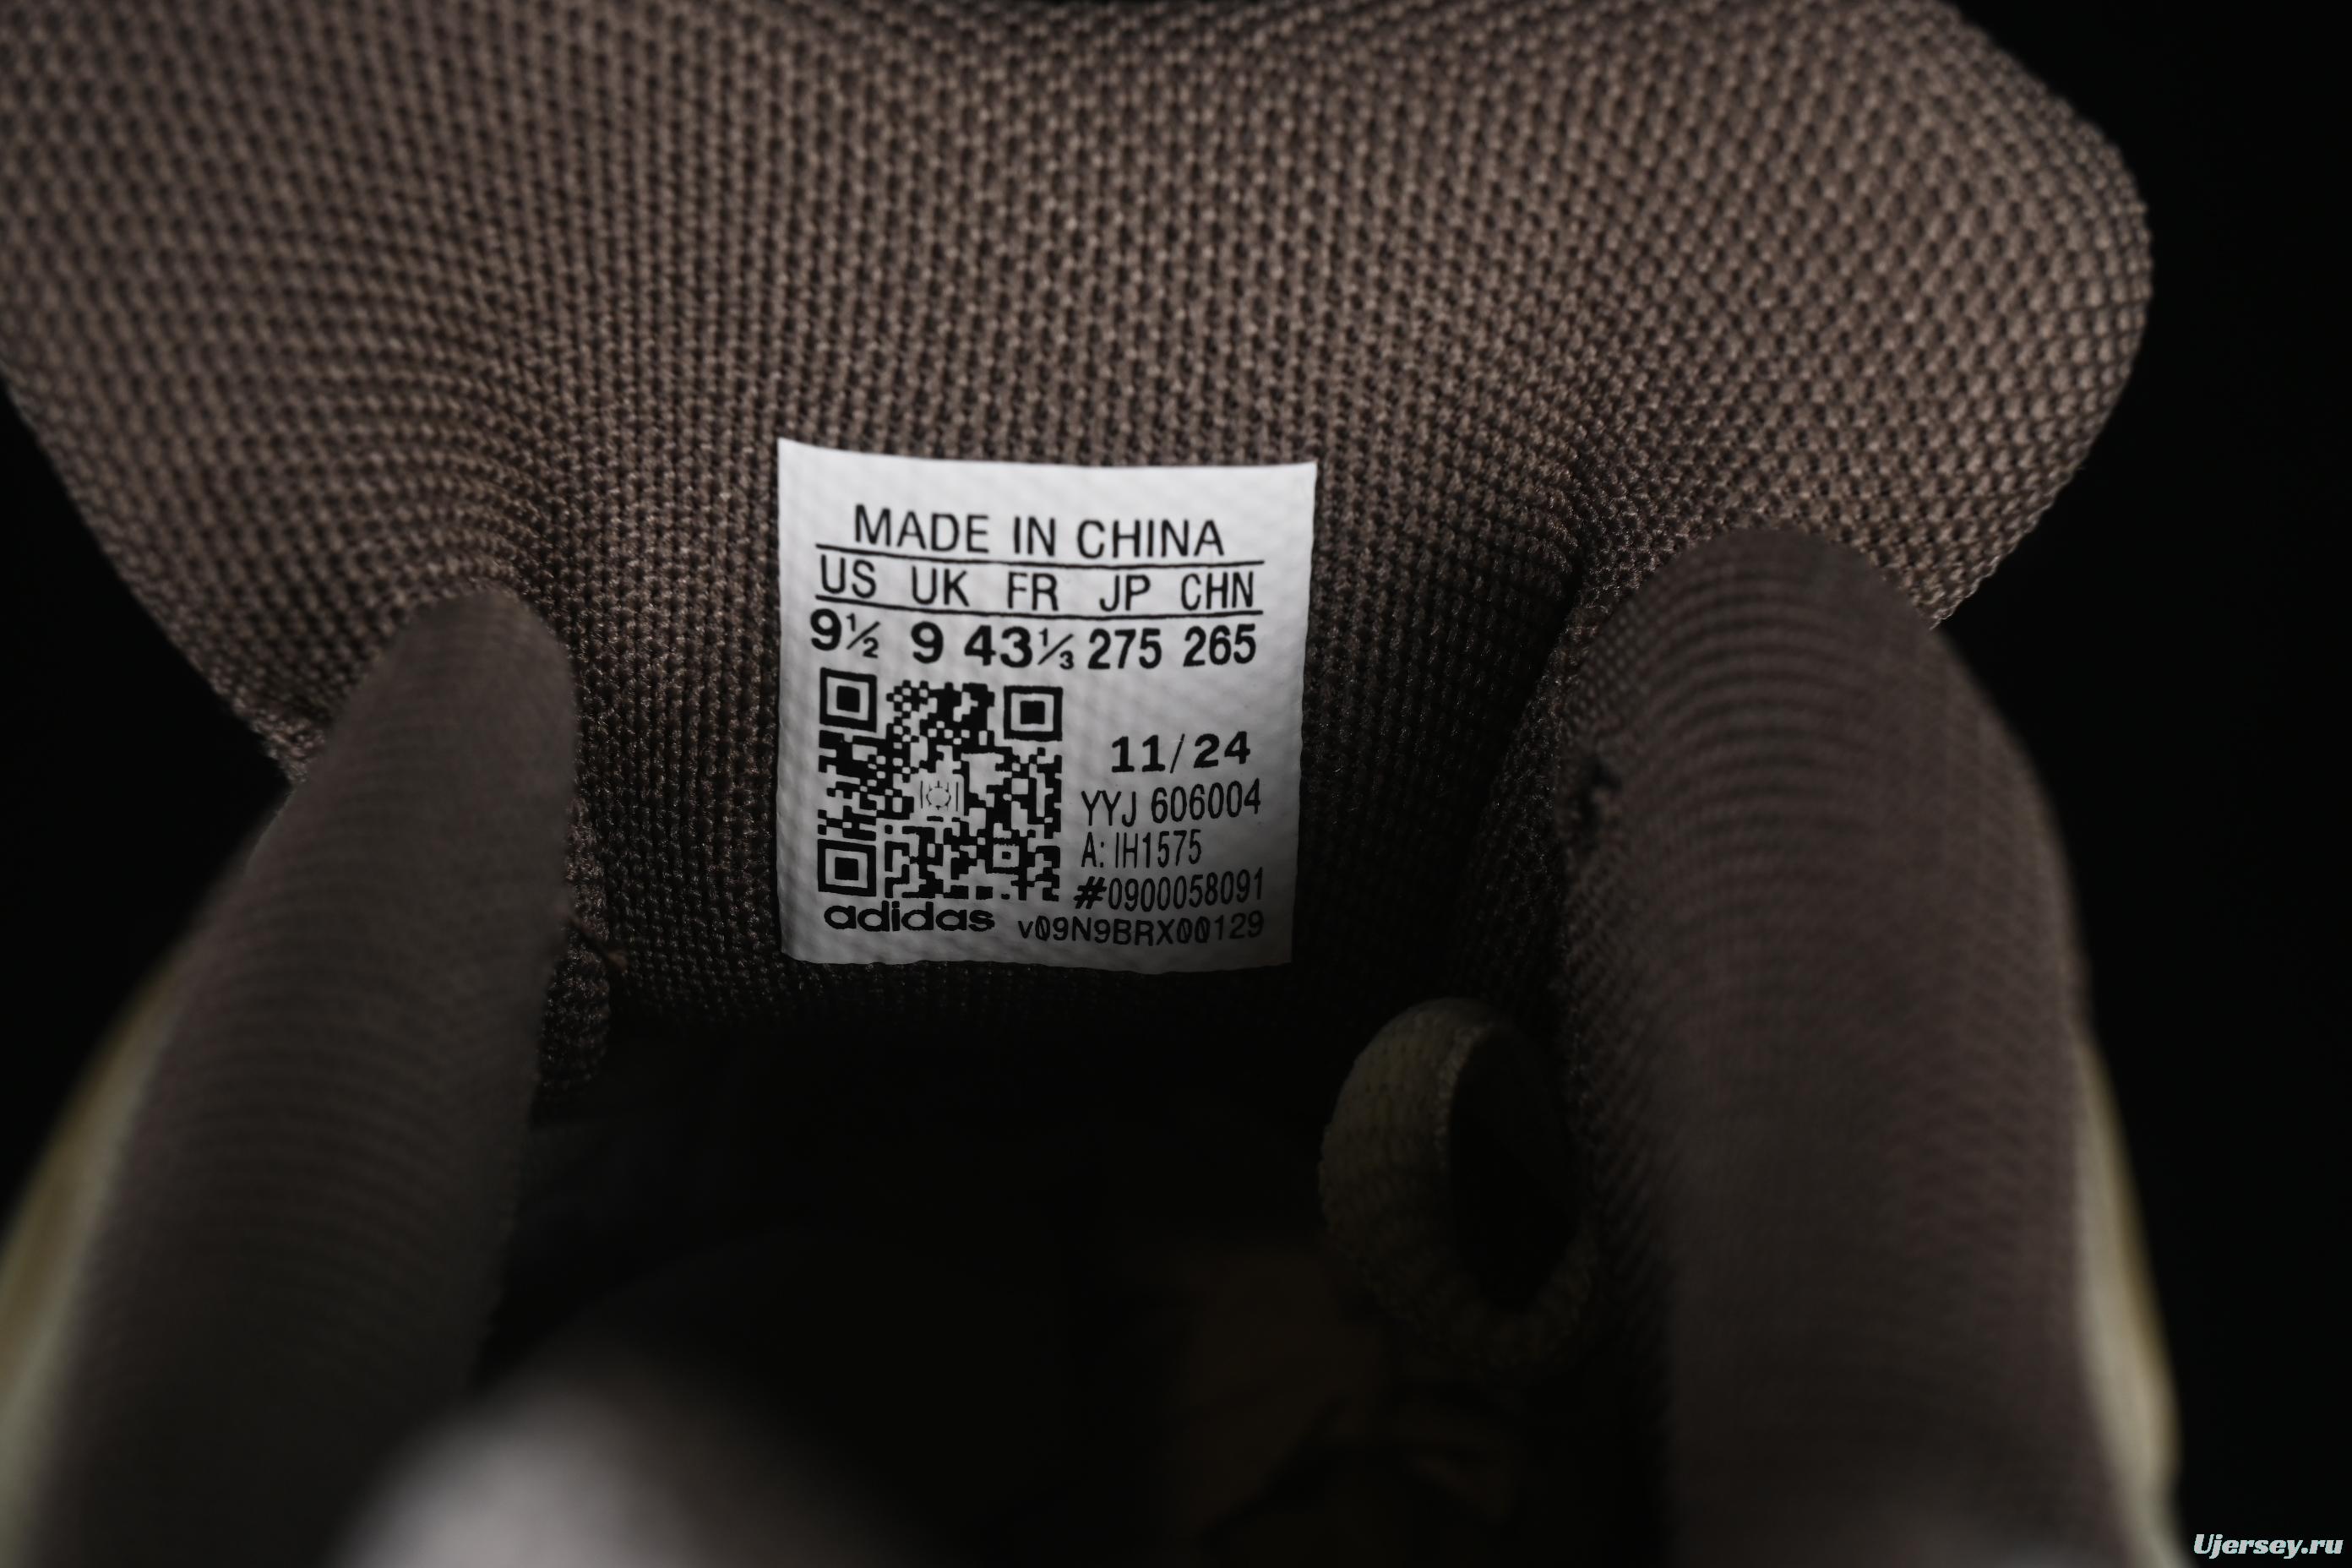 MADE IN CHINA
US UK FR JP CHN
9½ 9 43⅓ 275 265
11/24
YYJ 606004
A: IH1575
#0900058091
adidas v09N9BRX00129
Ujersey.ru